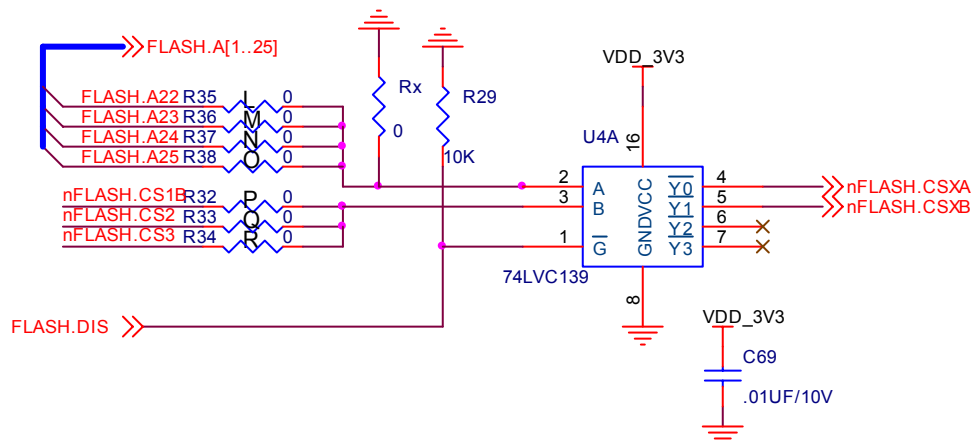 FLASH.A[1..25]
VDD_3V3
Rx
0
R29
10K
FLASH.A22 R35 L 0
FLASH.A23 R36 M 0
FLASH.A24 R37 N 0
FLASH.A25 R38 O 0
nFLASH.CS1B R32 P 0
nFLASH.CS2 R33 Q 0
nFLASH.CS3 R34 R 0
U4A
16
2 A Y0 4 nFLASH.CSXA
3 B Y1 5 nFLASH.CSXB
Y2 6
1 G Y3 7
GND VCC
74LVC139
8
FLASH.DIS
VDD_3V3
C69
.01UF/10V